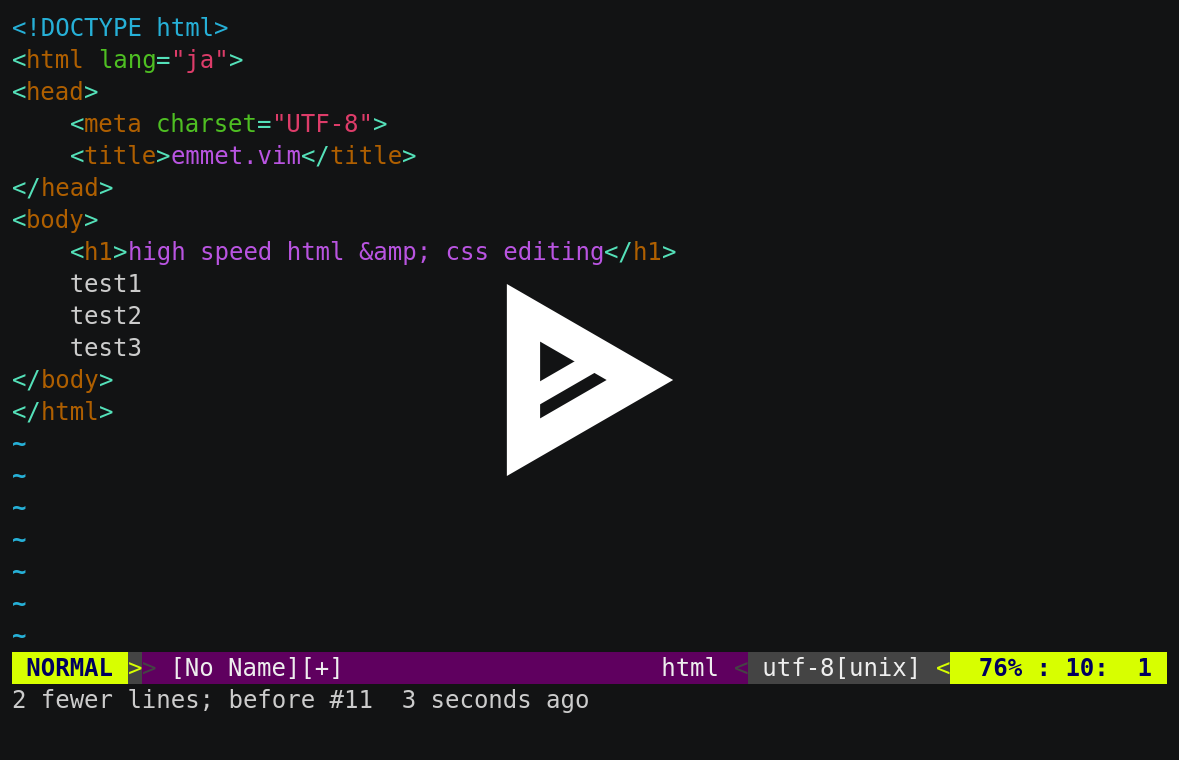 <!DOCTYPE html>
<html lang="ja">
<head>
    <meta charset="UTF-8">
    <title>emmet.vim</title>
</head>
<body>
    <h1>high speed html &amp; css editing</h1>
    test1
    test2
    test3
</body>
</html>
~
~
~
~
~
~
~
NORMAL >> [No Name][+] html < utf-8[unix] < 76% : 10: 1
2 fewer lines; before #11  3 seconds ago